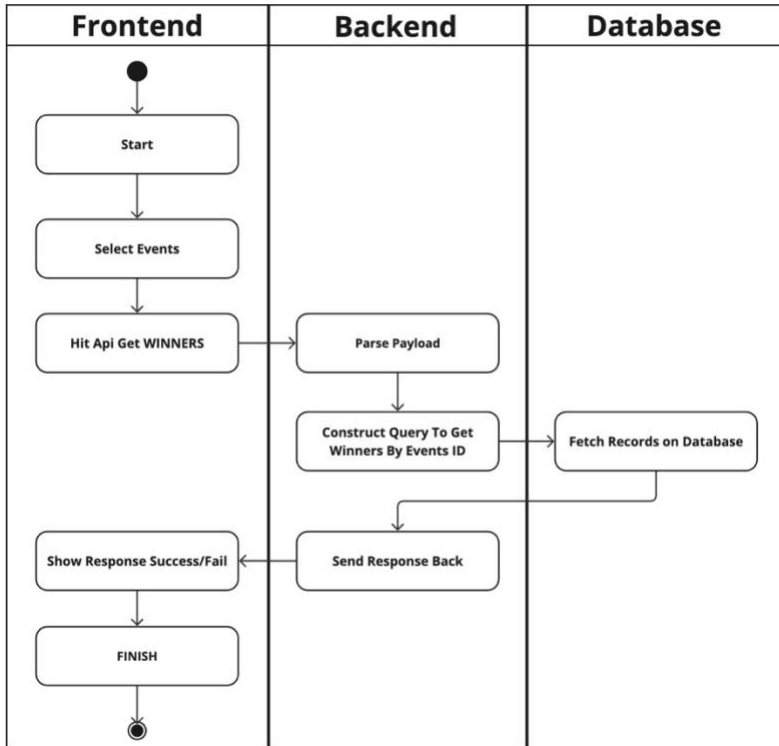 Frontend
Backend
Database
Start
Select Events
Hit Api Get WINNERS
Parse Payload
Construct Query To Get
Winners By Events ID
Fetch Records on Database
Show Response Success/Fail
Send Response Back
FINISH